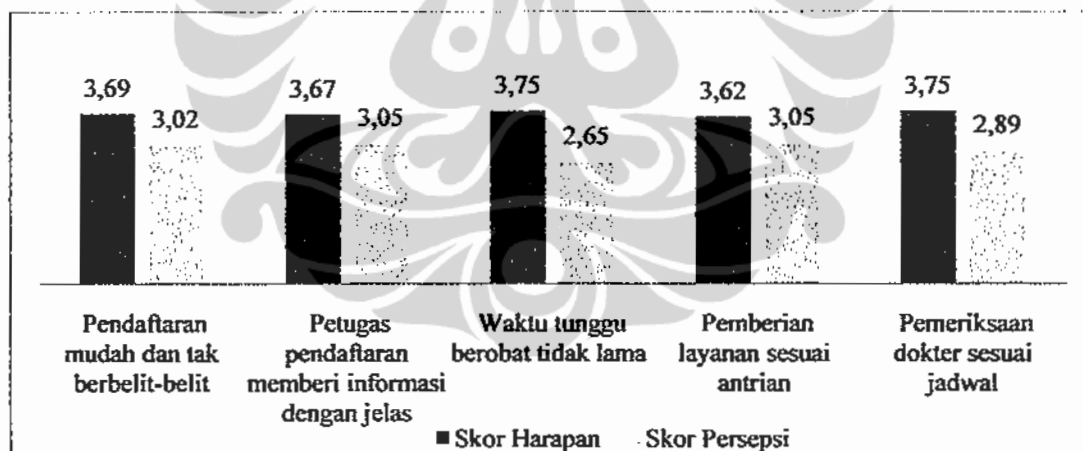 3,69
3,02
3,67
3,05
3,75
2,65
3,62
3,05
3,75
2,89
Pendaftaran
mudah dan tak
berbelit-belit
Petugas
pendaftaran
memberi informasi
dengan jelas
Waktu tunggu
berobat tidak lama
Pemberian
layanan sesuai
antrian
Pemeriksaan
dokter sesuai
jadwal
Skor Harapan
Skor Persepsi